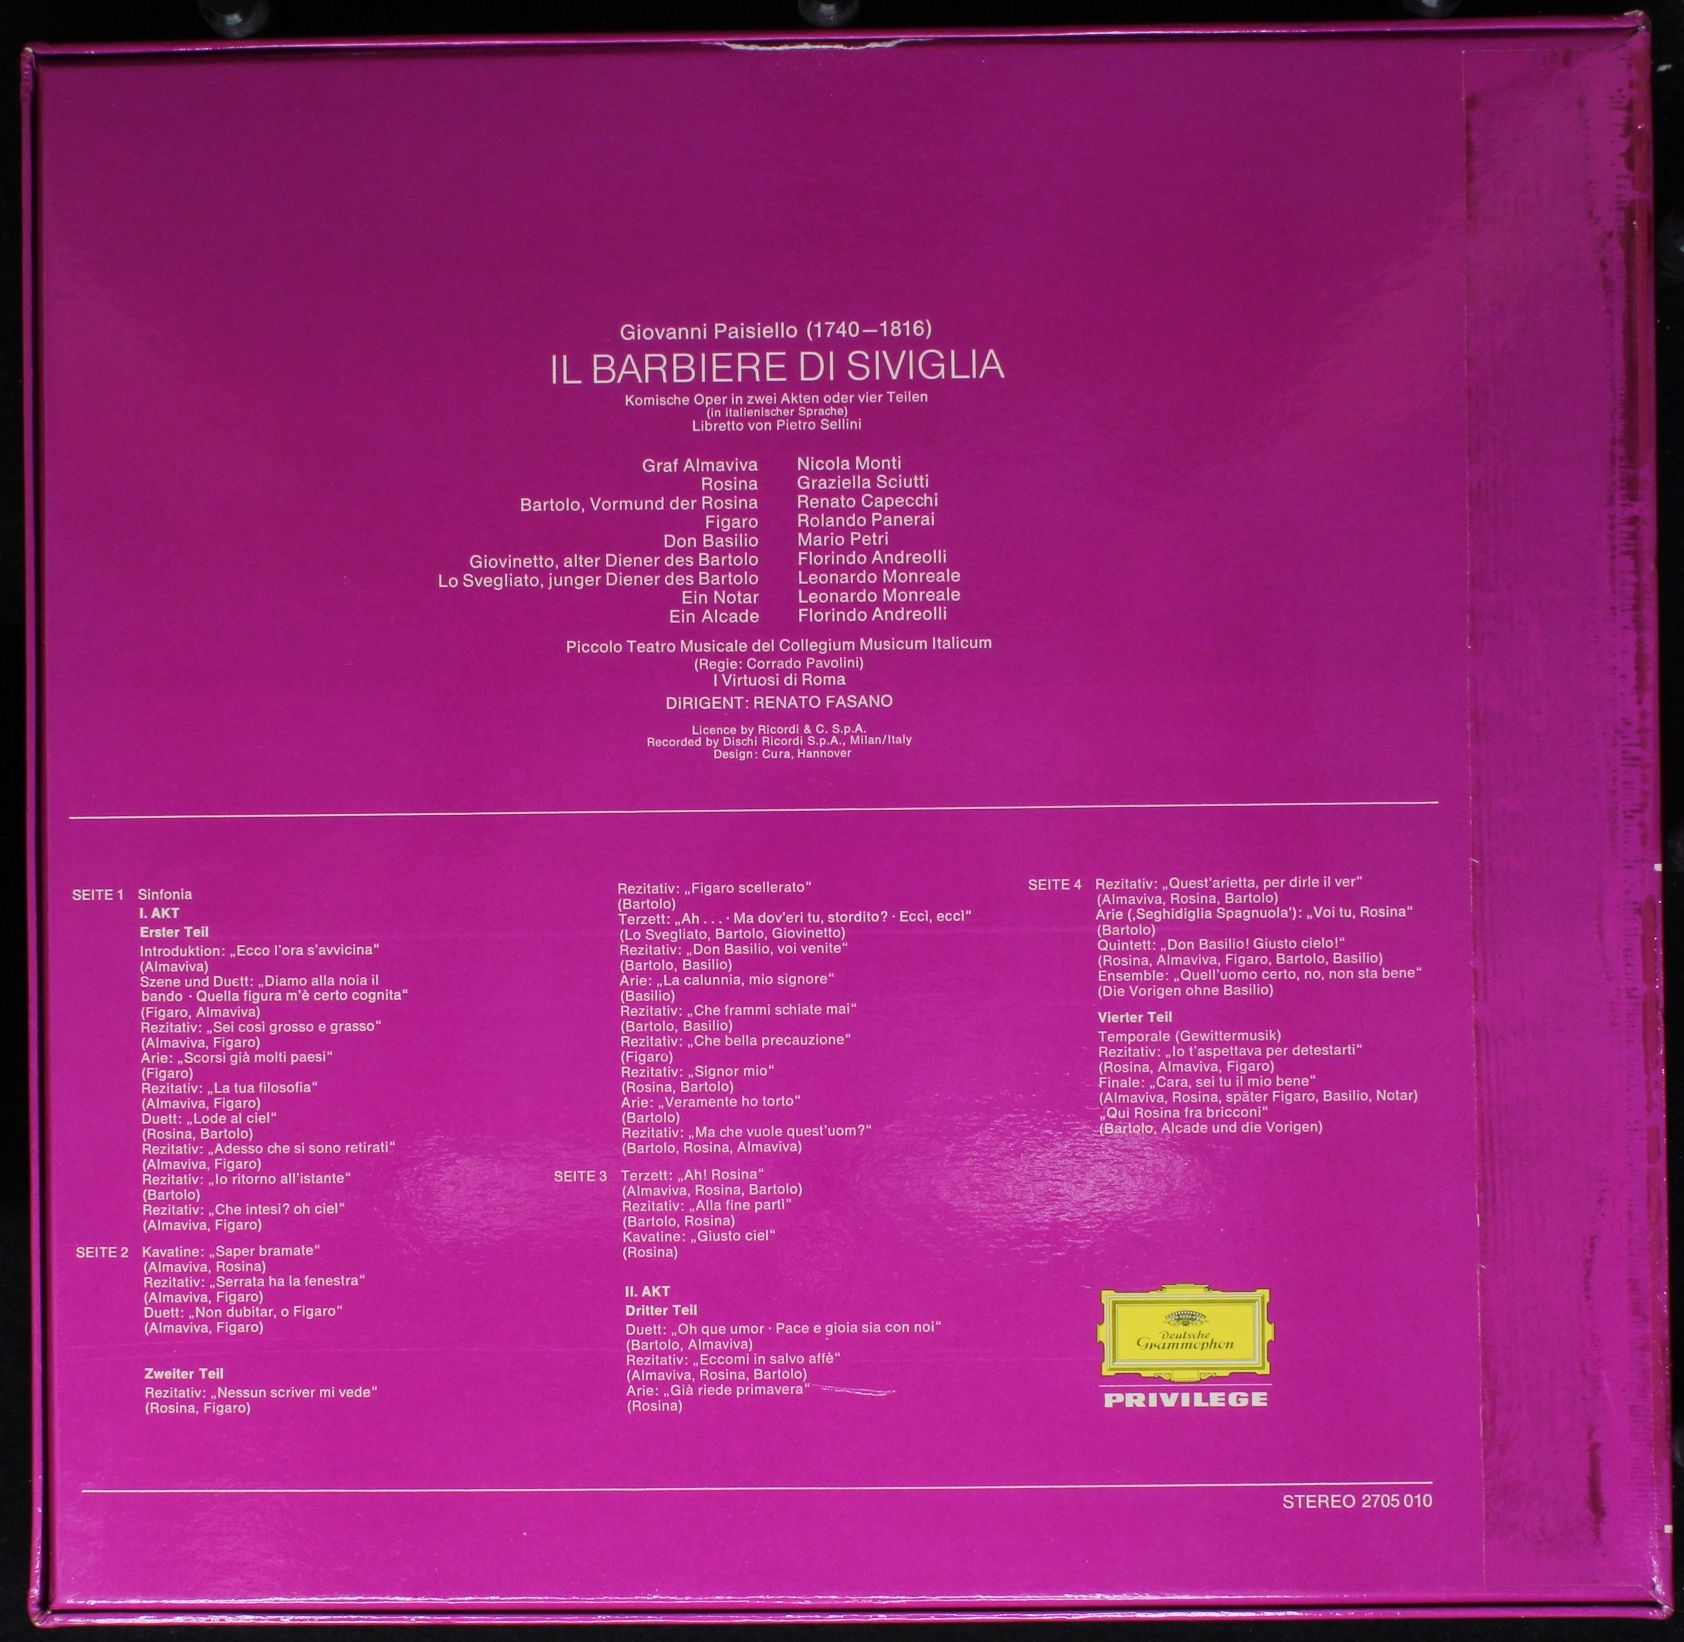 Giovanni Paisiello (1740—1816)
IL BARBIERE DI SIVIGLIA
Komische Oper in zwei Akten oder vier Teilen
(in italienischer Sprache)
Libretto von Pietro Sellini
Graf Almaviva Nicola Monti
Rosina Graziella Sciutti
Bartolo, Vormund der Rosina Renato Capecchi
Figaro Rolando Panerai
Don Basilio Mario Petri
Giovinetto, alter Diener des Bartolo Florindo Andreolli
Lo Svegliato, junger Diener des Bartolo Leonardo Monreale
Ein Notar Leonardo Monreale
Ein Alcade Florindo Andreolli
Piccolo Teatro Musicale del Collegium Musicum Italicum
(Regie: Corrado Pavolini)
I Virtuosi di Roma
DiRIGENT: RENATO FASANO
Licence by Ricordi & C. S.p.A.
Recorded by Dischi Ricordi S.p.A., Milan/Italy
Design: Cura, Hannover
SEITE 1 Sinfonia
I. AKT
Erster Teil
Introduktion: „Ecco l'ora s'avvicina“
(Almaviva)
Szene und Duett: „Diamo alla noia il
bando · Quella figura m'è certo cognita“
(Figaro, Almaviva)
Rezitativ: „Sei così grosso e grasso“
(Almaviva, Figaro)
Arie: „Scorsi già molti paesi“
(Figaro)
Rezitativ: „La tua filosofia“
(Almaviva, Figaro)
Duett: „Lode al ciel“
(Rosina, Bartolo)
Rezitativ: „Adesso che si sono retirati“
(Almaviva, Figaro)
Rezitativ: „Io ritorno all'istante“
(Bartolo)
Rezitativ: „Che intesi? oh ciel“
(Almaviva, Figaro)
SEITE 2 Kavatine: „Saper bramate“
(Almaviva, Rosina)
Rezitativ: „Serrata ha la fenestra“
(Almaviva, Figaro)
Duett: „Non dubitar, o Figaro“
(Almaviva, Figaro)
Zweiter Teil
Rezitativ: „Nessun scriver mi vede“
(Rosina, Figaro)
Rezitativ: „Figaro scellerato“
(Bartolo)
Terzett: „Ah . . . · Ma dov'eri tu, stordito? · Eccì, eccì“
(Lo Svegliato, Bartolo, Giovinetto)
Rezitativ: „Don Basilio, voi venite“
(Bartolo, Basilio)
Arie: „La calunnia, mio signore“
(Basilio)
Rezitativ: „Che frammi schiate mai“
(Bartolo, Basilio)
Rezitativ: „Che bella precauzione“
(Figaro)
Rezitativ: „Signor mio“
(Rosina, Bartolo)
Arie: „Veramente ho torto“
(Bartolo)
Rezitativ: „Ma che vuole quest'uom?“
(Bartolo, Rosina, Almaviva)
SEITE 3 Terzett: „Ah! Rosina“
(Almaviva, Rosina, Bartolo)
Rezitativ: „Alla fine partì“
(Bartolo, Rosina)
Kavatine: „Giusto ciel“
(Rosina)
II. AKT
Dritter Teil
Duett: „Oh que umor · Pace e gioia sia con noi“
(Bartolo, Almaviva)
Rezitativ: „Eccomi in salvo affè“
(Almaviva, Rosina, Bartolo)
Arie: „Già riede primavera“
(Rosina)
SEITE 4 Rezitativ: „Quest'arietta, per dirle il ver“
(Almaviva, Rosina, Bartolo)
Arie (‚Seghidiglia Spagnuola'): „Voi tu, Rosina“
(Bartolo)
Quintett: „Don Basilio! Giusto cielo!“
(Rosina, Almaviva, Figaro, Bartolo, Basilio)
Ensemble: „Quell'uomo certo, no, non sta bene“
(Die Vorigen ohne Basilio)
Vierter Teil
Temporale (Gewittermusik)
Rezitativ: „Io t'aspettava per detestarti“
(Rosina, Almaviva, Figaro)
Finale: „Cara, sei tu il mio bene“
(Almaviva, Rosina, später Figaro, Basilio, Notar)
„Qui Rosina fra bricconi“
(Bartolo, Alcade und die Vorigen)
Deutsche
Grammophon
PRIVILEGE
STEREO 2705 010